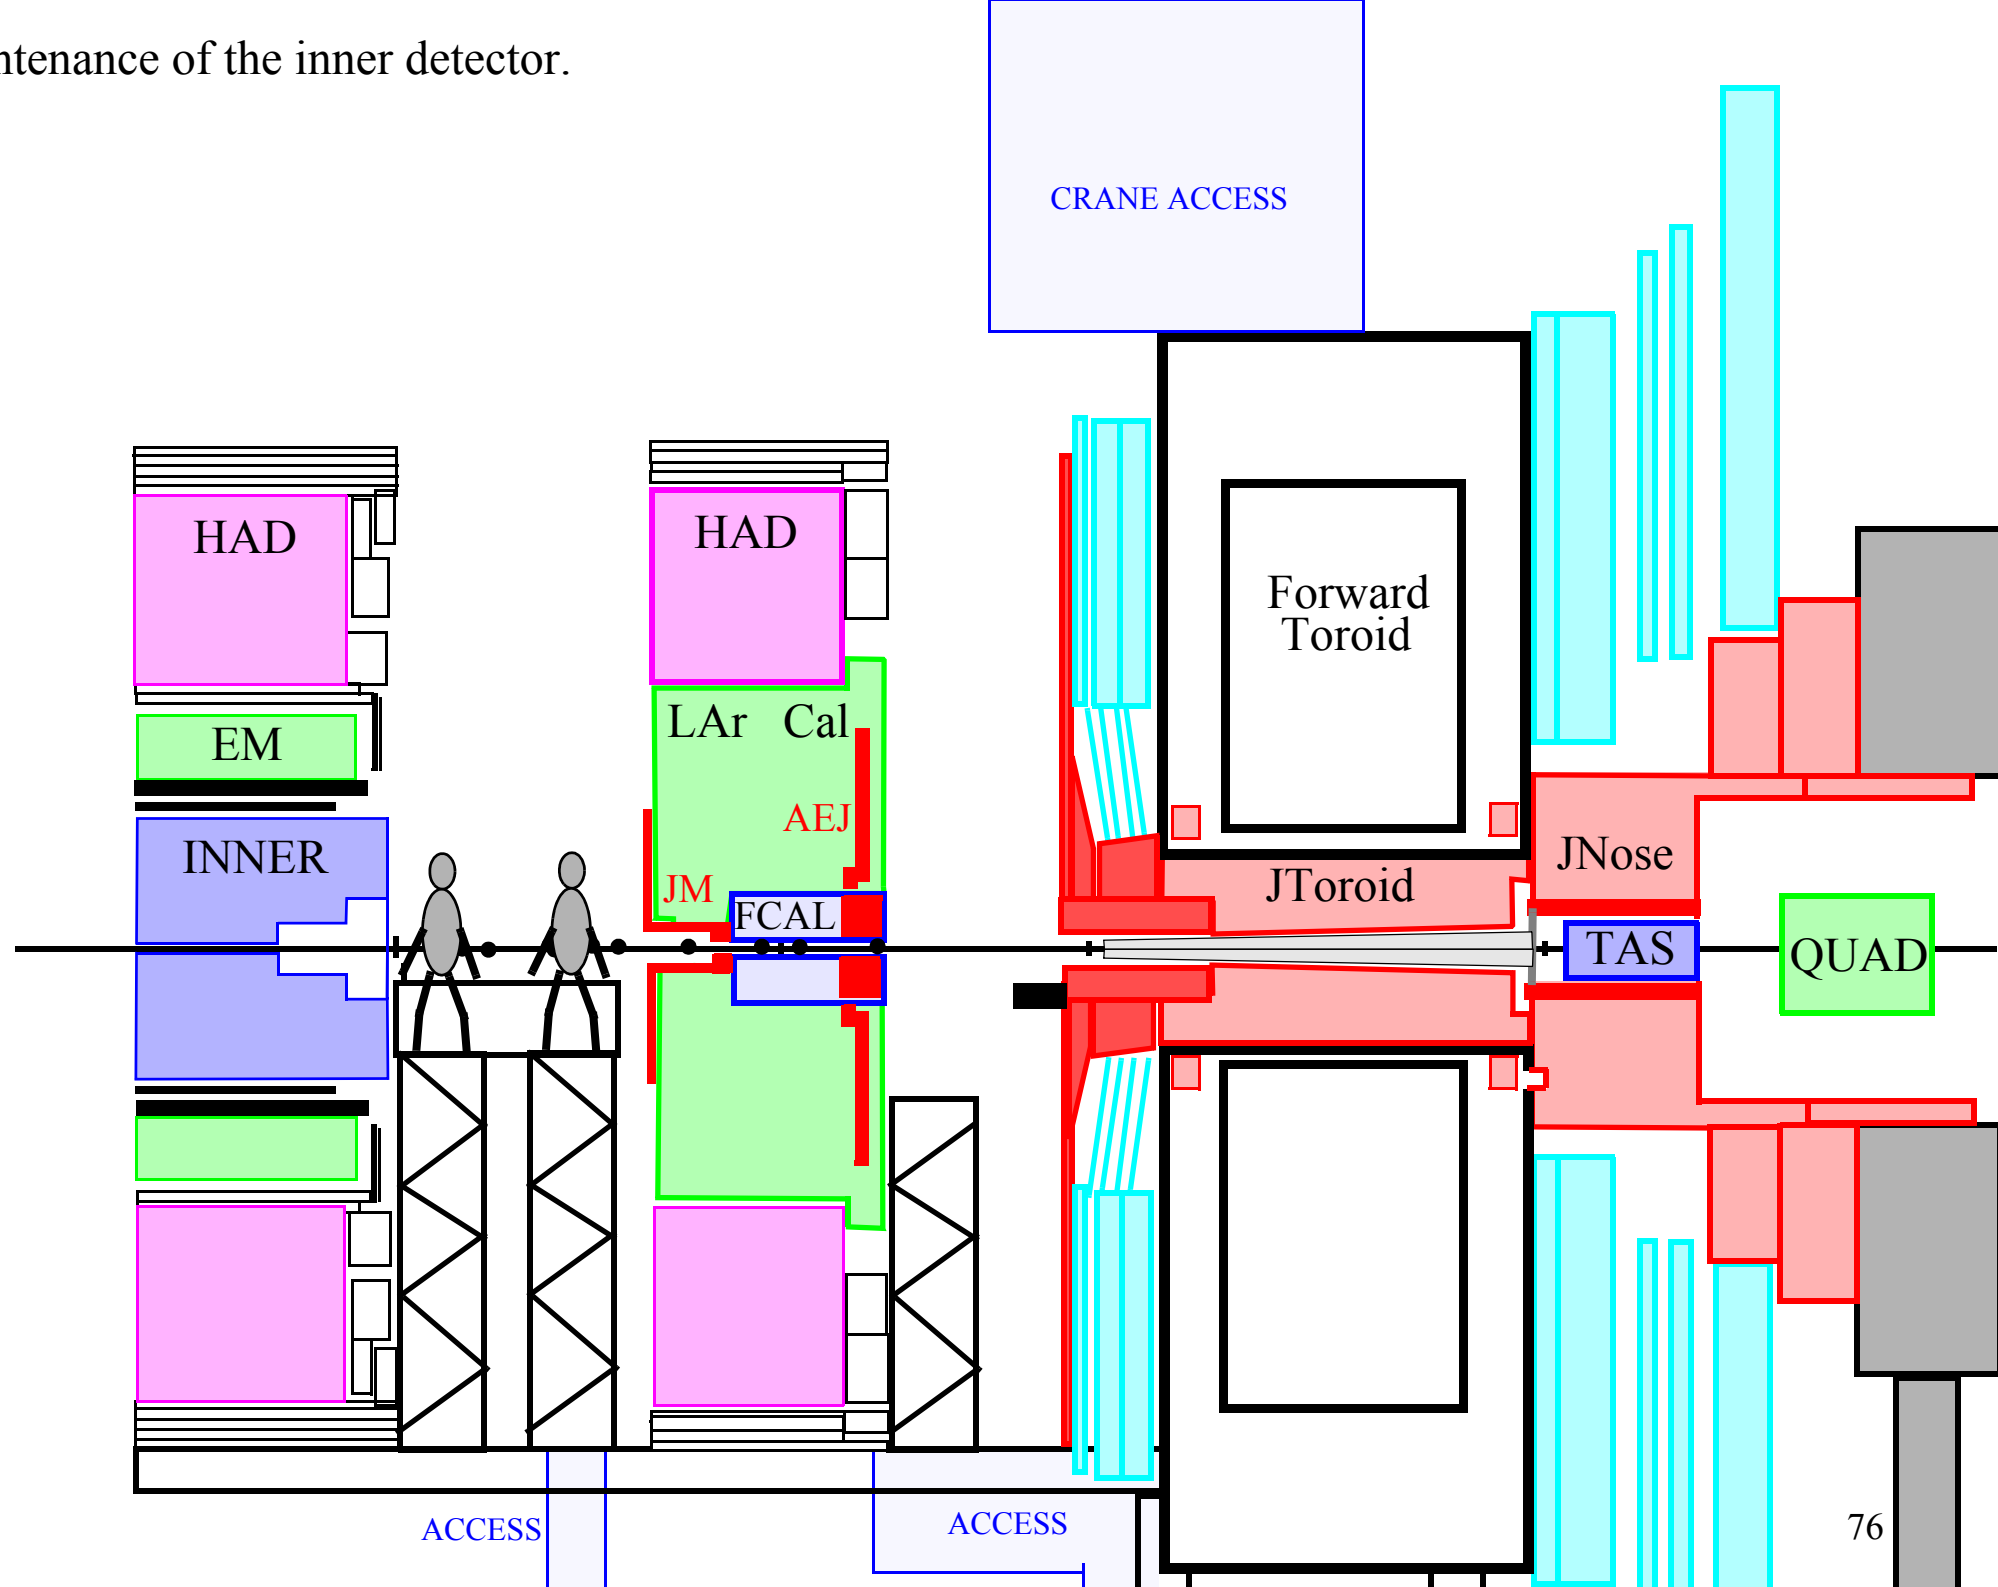 ntenance of the inner detector.
CRANE ACCESS
HAD
HAD
Forward
Toroid
LAr Cal
EM
AEJ
INNER
JNose
JM
JToroid
FCAL
TAS
QUAD
ACCESS
ACCESS
76